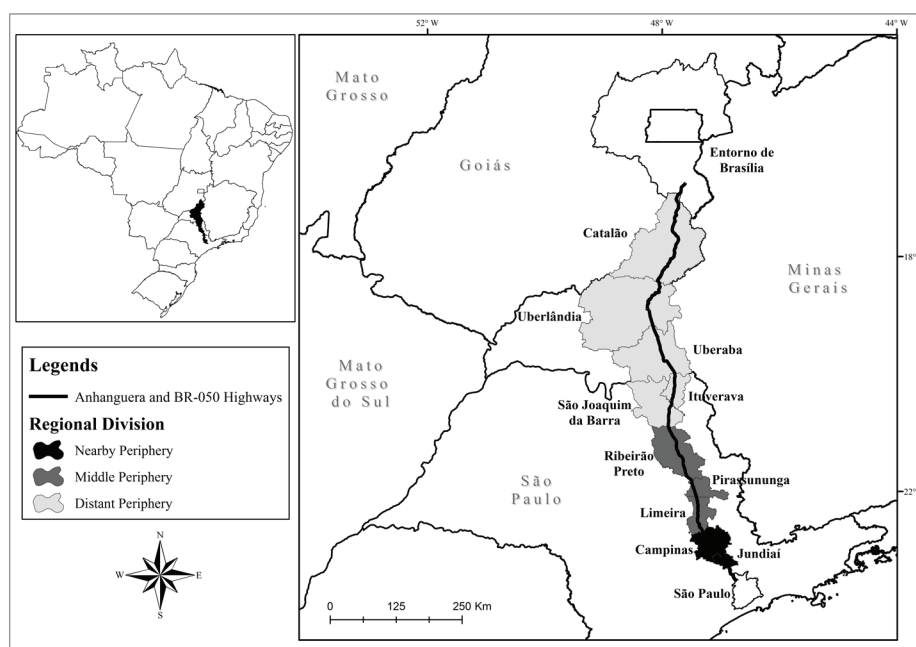 52° W
48° W
44° W
Mato
Grosso
Goiás
Entorno de
Brasília
Catalão
18°
Minas
Gerais
Uberlândia
Uberaba
Mato
Grosso
do Sul
Ituverava
São Joaquim
da Barra
Ribeirão
Preto
Pirassununga
22°
São
Paulo
Limeira
Campinas
Jundiaí
São Paulo
0 125 250 Km
Legends
Anhanguera and BR-050 Highways
Regional Division
Nearby Periphery
Middle Periphery
Distant Periphery
N
W E
S